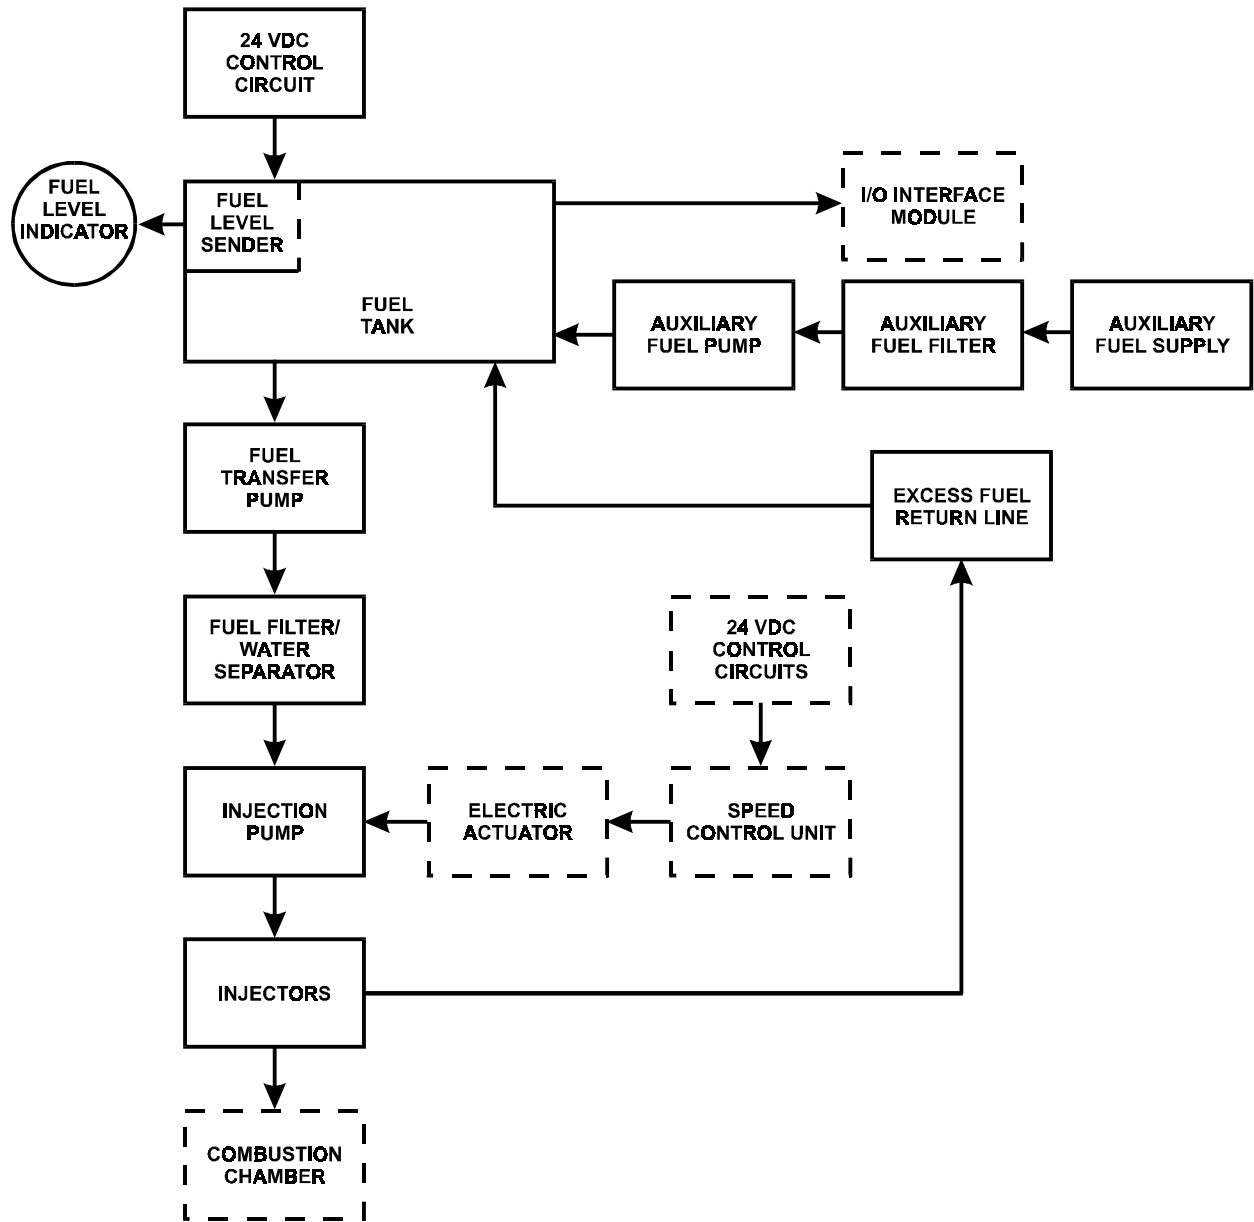 24 VDC
CONTROL
CIRCUIT
FUEL
LEVEL
INDICATOR
FUEL
LEVEL
SENDER
FUEL
TANK
I/O INTERFACE
MODULE
AUXILIARY
FUEL PUMP
AUXILIARY
FUEL FILTER
AUXILIARY
FUEL SUPPLY
FUEL
TRANSFER
PUMP
EXCESS FUEL
RETURN LINE
FUEL FILTER/
WATER
SEPARATOR
24 VDC
CONTROL
CIRCUITS
INJECTION
PUMP
ELECTRIC
ACTUATOR
SPEED
CONTROL UNIT
INJECTORS
COMBUSTION
CHAMBER